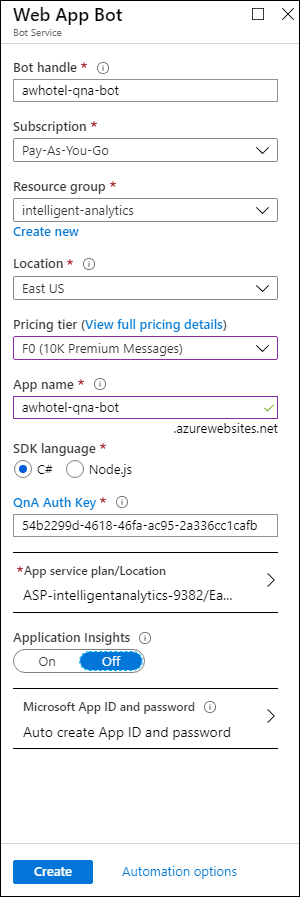 Web App Bot
Bot Service
Bot handle *
awhotel-qna-bot
Subscription *
Pay-As-You-Go
Resource group *
intelligent-analytics
Create new
Location *
East US
Pricing tier (View full pricing details)
F0 (10K Premium Messages)
App name *
awhotel-qna-bot
.azurewebsites.net
SDK language *
C# Node.js
QnA Auth Key *
54b2299d-4618-46fa-ac95-2a336cc1cafb
*App service plan/Location
ASP-intelligentanalytics-9382/Ea...
Application Insights
On Off
Microsoft App ID and password
Auto create App ID and password
Create Automation options